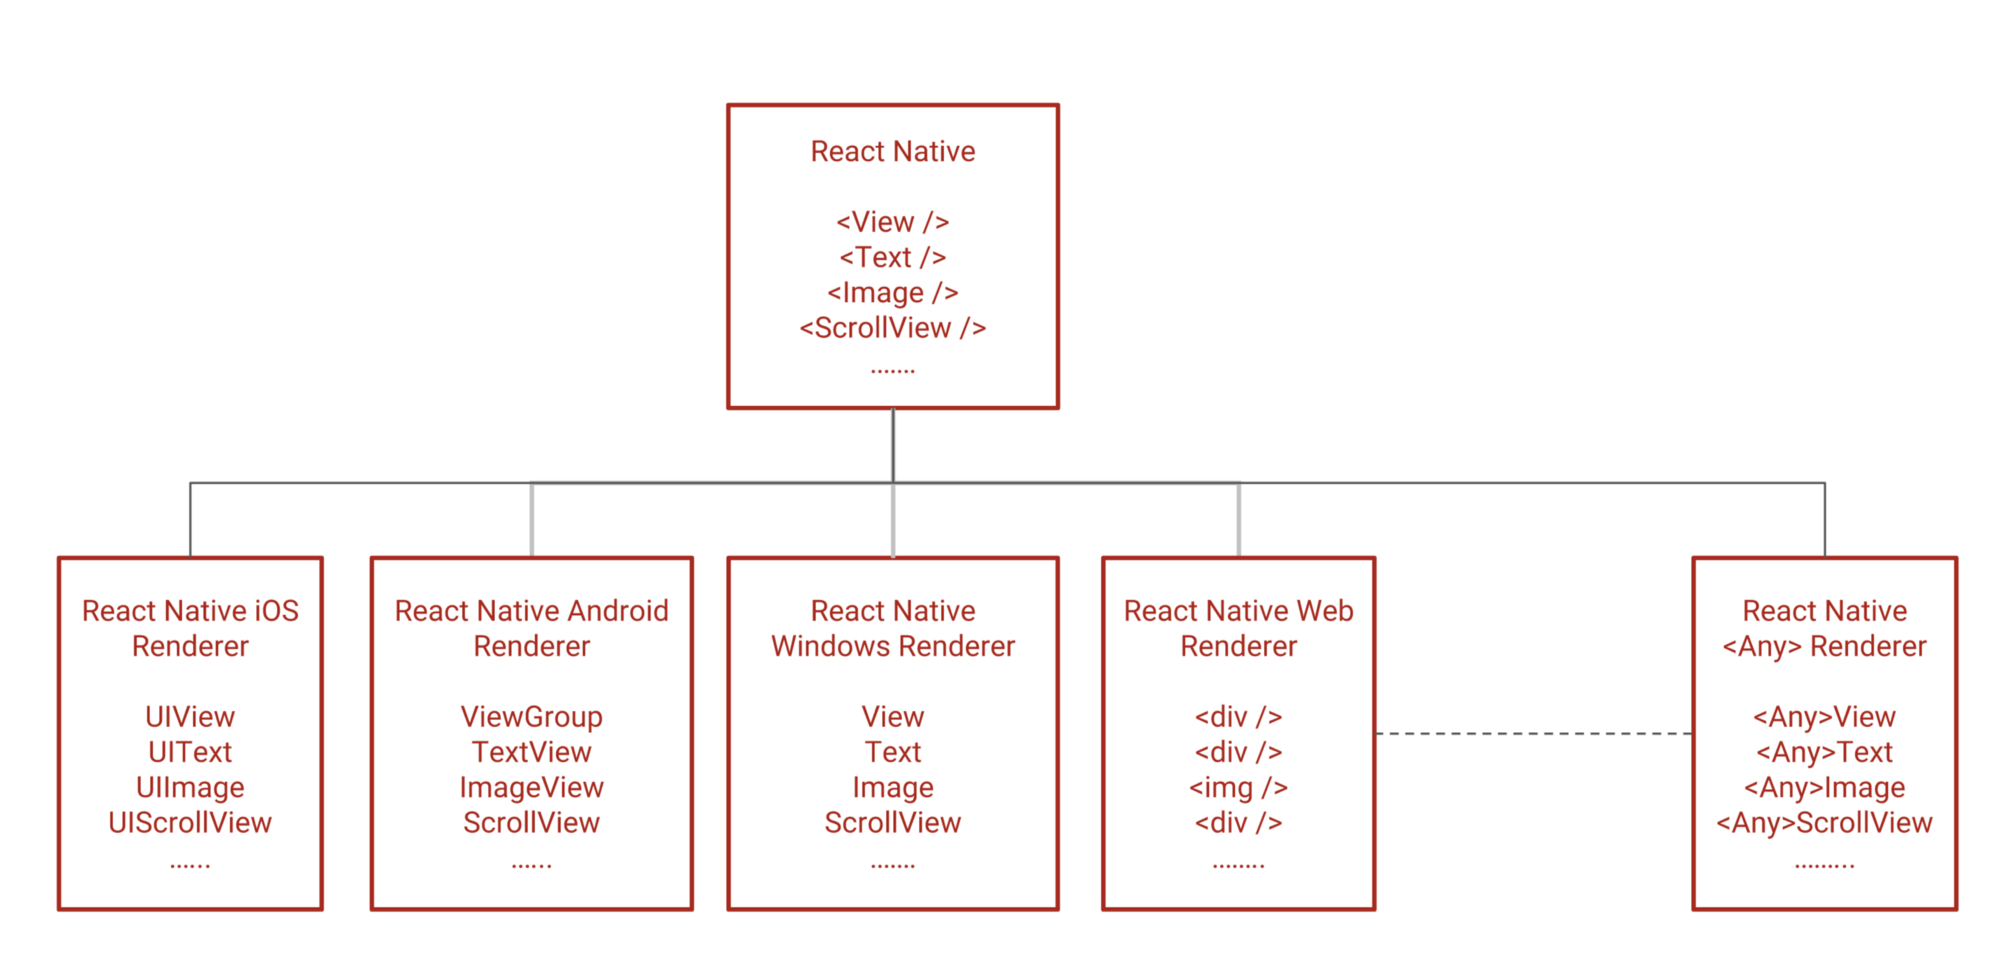 React Native
<View />
<Text />
<Image />
<ScrollView />
.......
React Native iOS
Renderer
UIView
UIText
UIImage
UIScrollView
......
React Native Android
Renderer
ViewGroup
TextView
ImageView
ScrollView
......
React Native
Windows Renderer
View
Text
Image
ScrollView
.......
React Native Web
Renderer
<div />
<div />
<img />
<div />
........
React Native
<Any> Renderer
<Any>View
<Any>Text
<Any>Image
<Any>ScrollView
.........